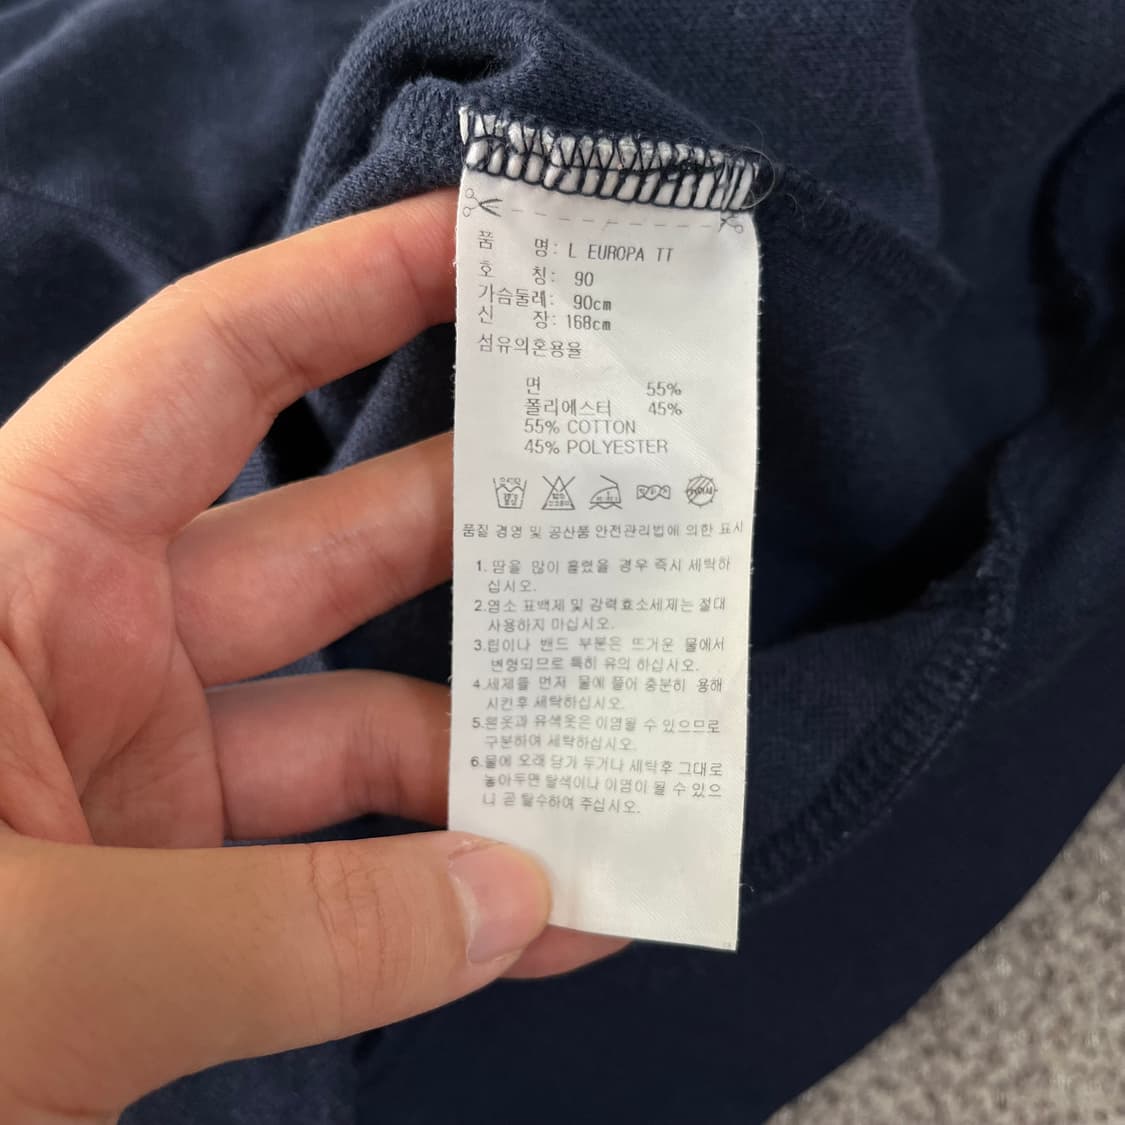 품 명: L EUROPA TT
호 칭: 90
가슴둘레: 90cm
신 장: 168cm
섬유의혼용율
면 55%
폴리에스터 45%
55% COTTON
45% POLYESTER
품질 경영 및 공산품 안전관리법에 의한 표시
1. 땀을 많이 흘렸을 경우 즉시 세탁하
십시오.
2.염소 표백제 및 강력효소세제는 절대
사용하지 마십시오.
3.립이나 밴드 부분은 뜨거운 물에서
변형되므로 특히 유의 하십시오.
4.세제를 먼저 물에 풀어 충분히 용해
시킨후 세탁하십시오.
5.흰옷과 유색옷은 이염될 수 있으므로
구분하여 세탁하십시오.
6.물에 오래 담가 두거나 세탁후 그대로
놓아두면 탈색이나 이염이 될 수 있으
니 곧 탈수하여 주십시오.